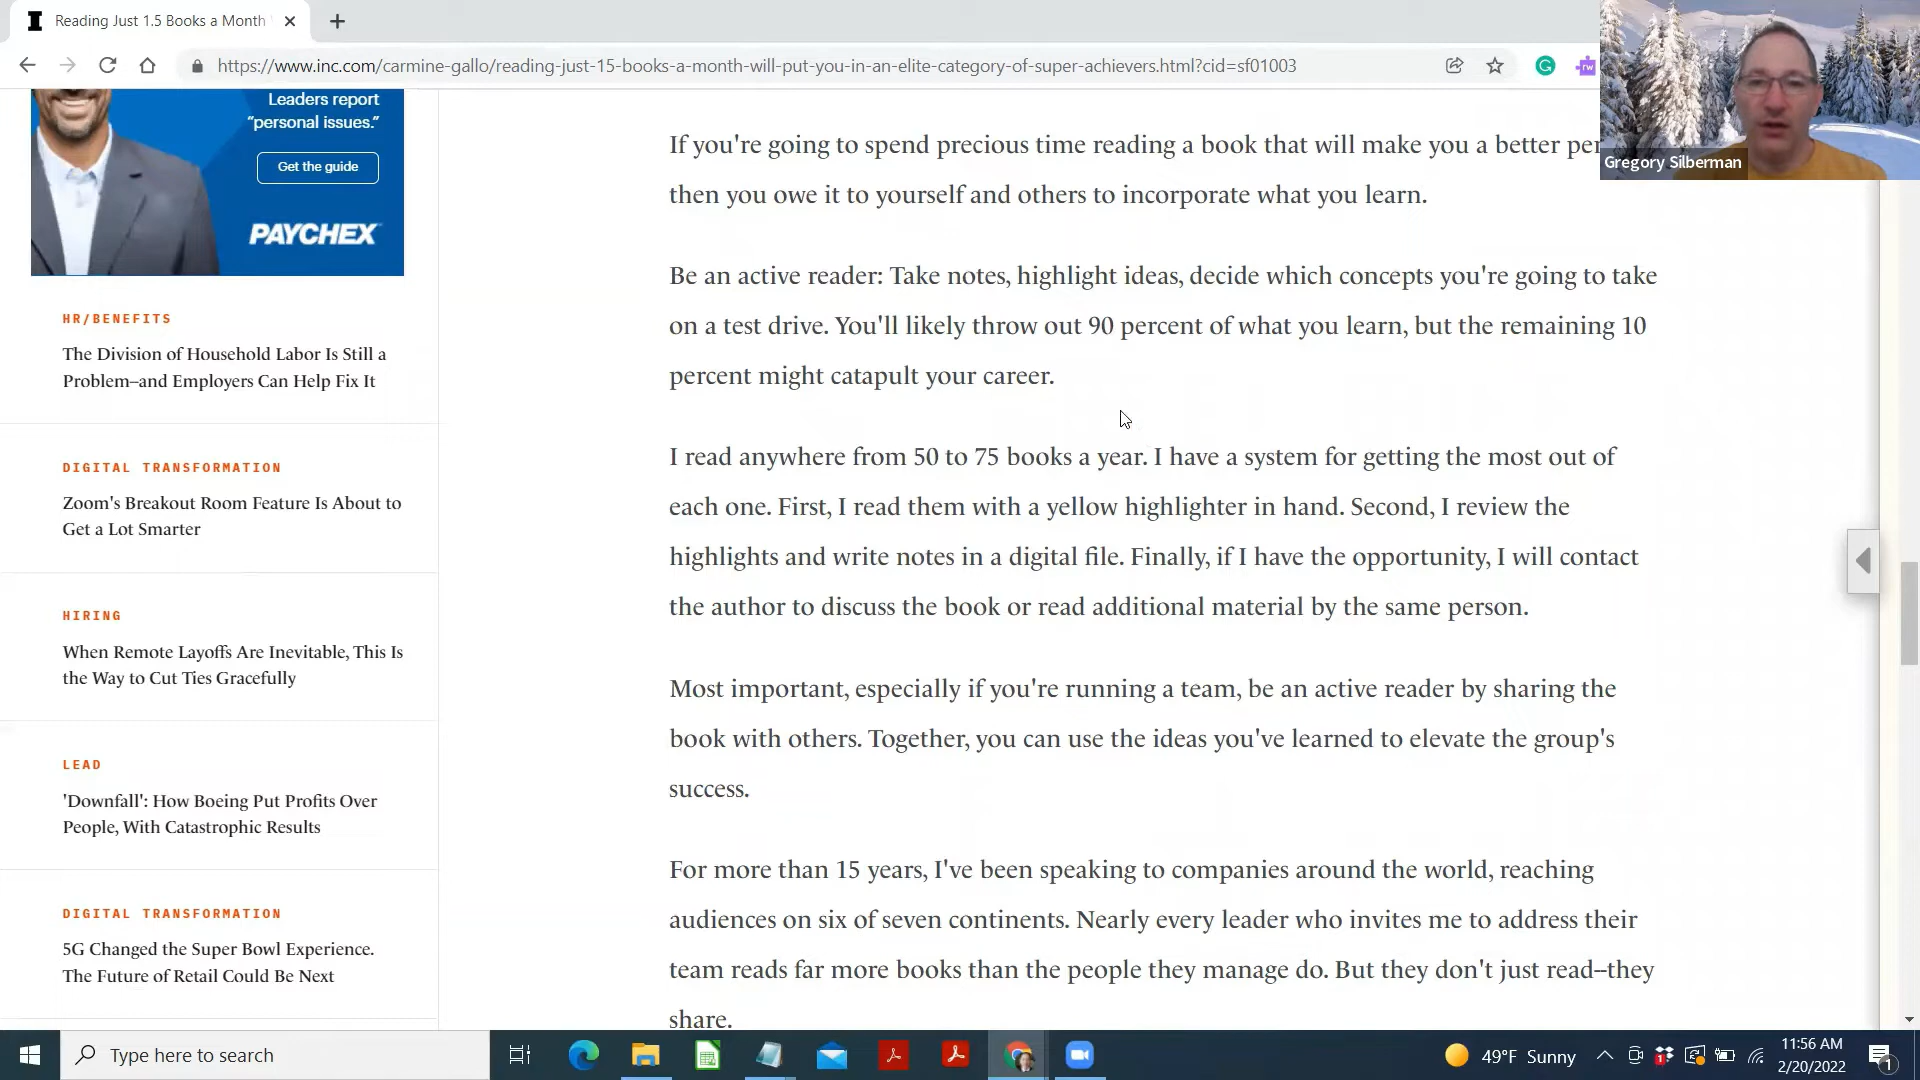 Reading Just 1.5 Books a Month
https://www.inc.com/carmine-gallo/reading-just-15-books-a-month-will-put-you-in-an-elite-category-of-super-achievers.html?cid=sf01003
Gregory Silberman
Leaders report
“personal issues.”
Get the guide
PAYCHEX
HR/BENEFITS
The Division of Household Labor Is Still a
Problem–and Employers Can Help Fix It
DIGITAL TRANSFORMATION
Zoom's Breakout Room Feature Is About to
Get a Lot Smarter
HIRING
When Remote Layoffs Are Inevitable, This Is
the Way to Cut Ties Gracefully
LEAD
'Downfall': How Boeing Put Profits Over
People, With Catastrophic Results
DIGITAL TRANSFORMATION
5G Changed the Super Bowl Experience.
The Future of Retail Could Be Next
If you're going to spend precious time reading a book that will make you a better
then you owe it to yourself and others to incorporate what you learn.
Be an active reader: Take notes, highlight ideas, decide which concepts you're going to take
on a test drive. You'll likely throw out 90 percent of what you learn, but the remaining 10
percent might catapult your career.
I read anywhere from 50 to 75 books a year. I have a system for getting the most out of
each one. First, I read them with a yellow highlighter in hand. Second, I review the
highlights and write notes in a digital file. Finally, if I have the opportunity, I will contact
the author to discuss the book or read additional material by the same person.
Most important, especially if you're running a team, be an active reader by sharing the
book with others. Together, you can use the ideas you've learned to elevate the group's
success.
For more than 15 years, I've been speaking to companies around the world, reaching
audiences on six of seven continents. Nearly every leader who invites me to address their
team reads far more books than the people they manage do. But they don't just read–they
share.
Type here to search
49°F Sunny
11:56 AM
2/20/2022
1